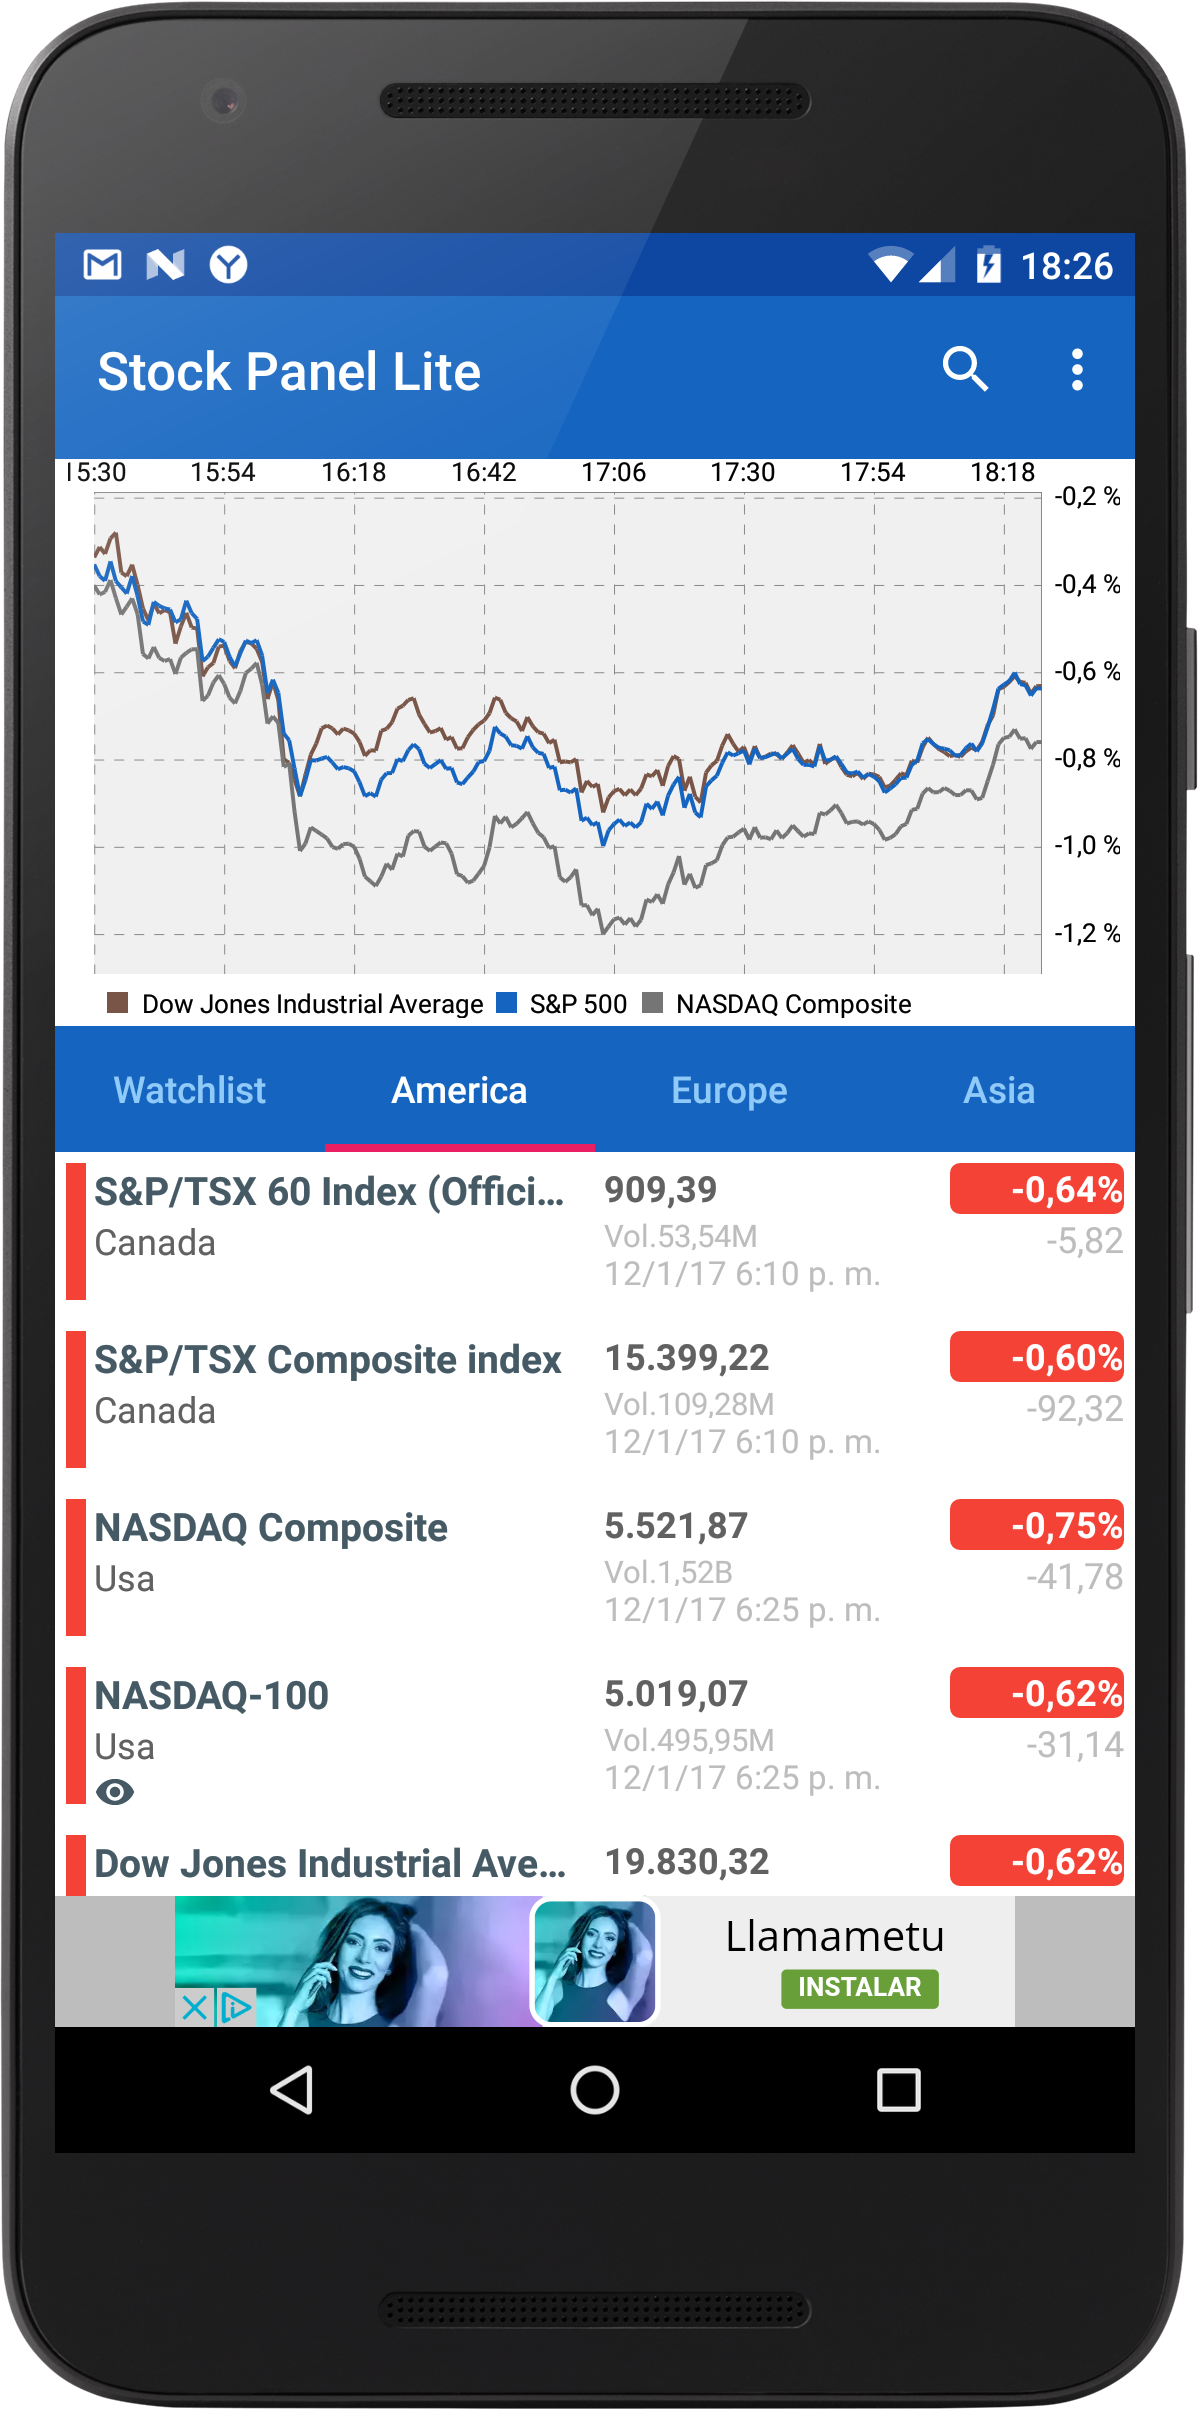 18:26
Stock Panel Lite
15:30 15:54 16:18 16:42 17:06 17:30 17:54 18:18
-0,2 %
-0,4 %
-0,6 %
-0,8 %
-1,0 %
-1,2 %
Dow Jones Industrial Average S&P 500 NASDAQ Composite
Watchlist America Europe Asia
S&P/TSX 60 Index (Offici... 909,39 -0,64%
Canada Vol.53,54M -5,82
12/1/17 6:10 p. m.
S&P/TSX Composite index 15.399,22 -0,60%
Canada Vol.109,28M -92,32
12/1/17 6:10 p. m.
NASDAQ Composite 5.521,87 -0,75%
Usa Vol.1,52B -41,78
12/1/17 6:25 p. m.
NASDAQ-100 5.019,07 -0,62%
Usa Vol.495,95M -31,14
12/1/17 6:25 p. m.
Dow Jones Industrial Ave... 19.830,32 -0,62%
Llamametu
INSTALAR